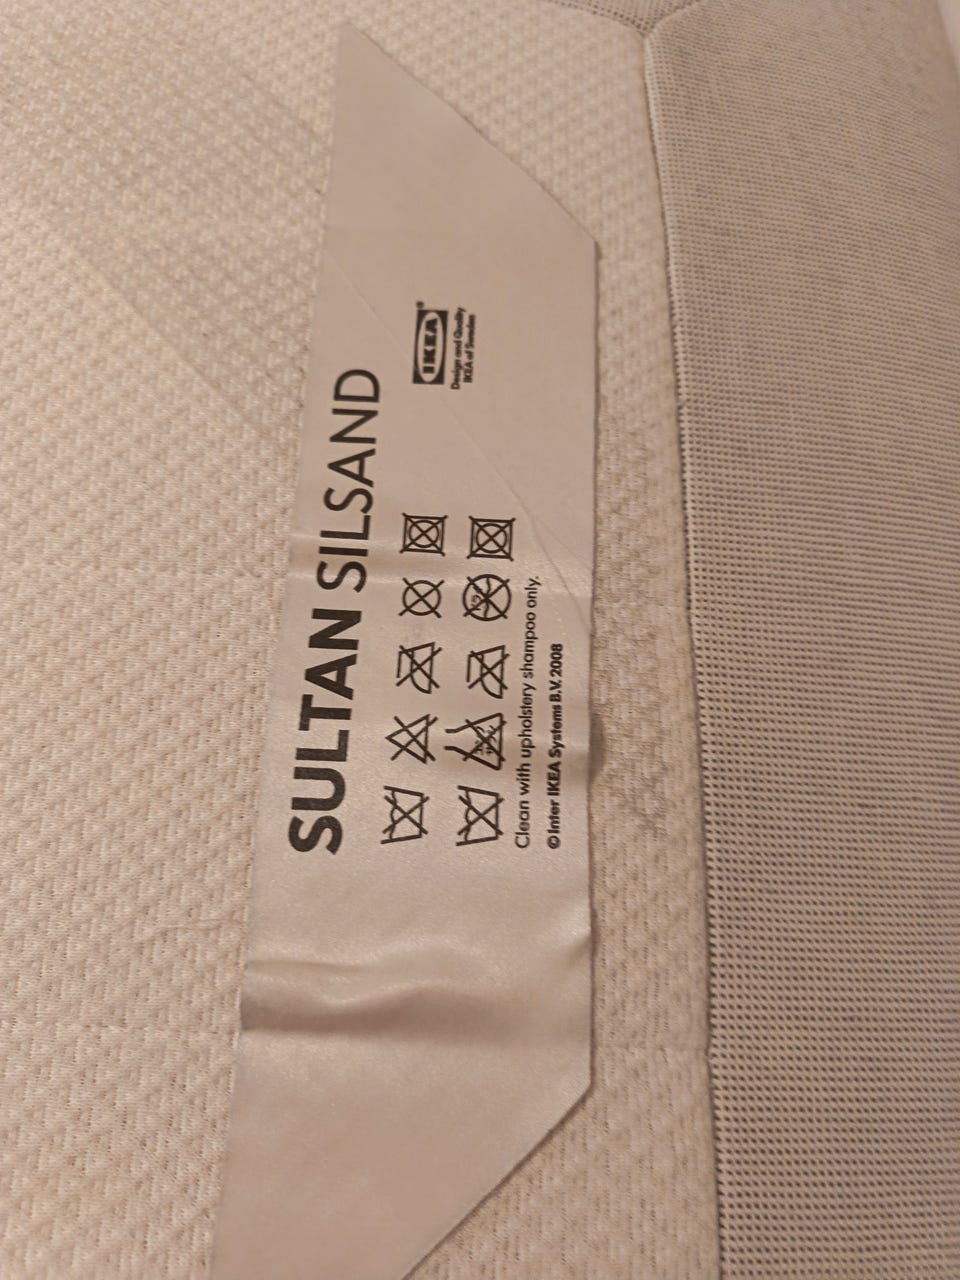 SULTAN SILSAND
IKEA®
Design and Quality
IKEA of Sweden
Clean with upholstery shampoo only.
© Inter IKEA Systems B.V. 2008